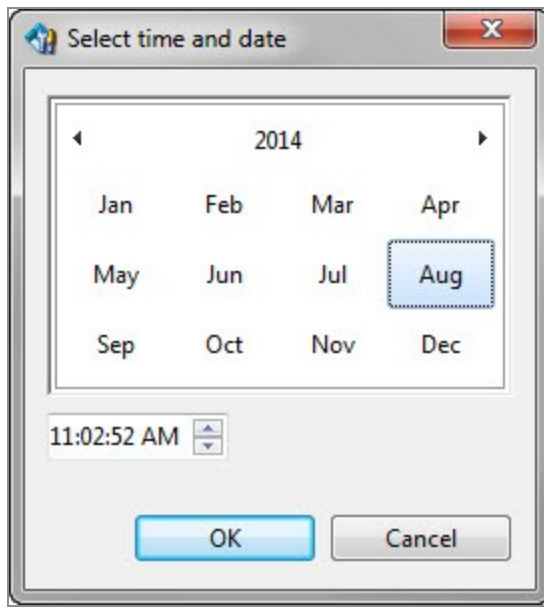 Select time and date
2014
Jan Feb Mar Apr
May Jun Jul Aug
Sep Oct Nov Dec
11:02:52 AM
OK Cancel